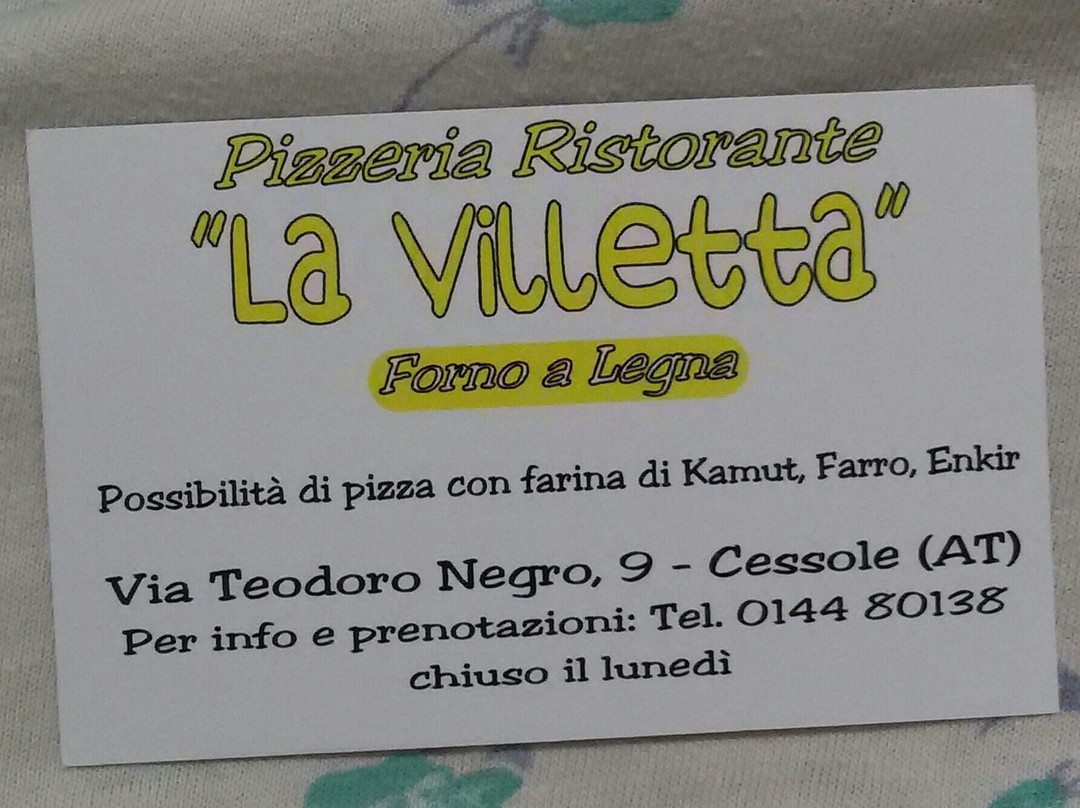 Pizzeria Ristorante
"La Villetta"
Forno a Legna
Possibilità di pizza con farina di Kamut, Farro, Enkir
Via Teodoro Negro, 9 - Cessole (AT)
Per info e prenotazioni: Tel. 0144 80138
chiuso il lunedì